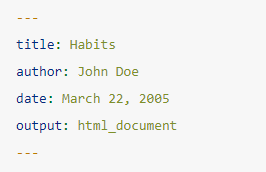 ---
title: Habits
author: John Doe
date: March 22, 2005
output: html_document
---